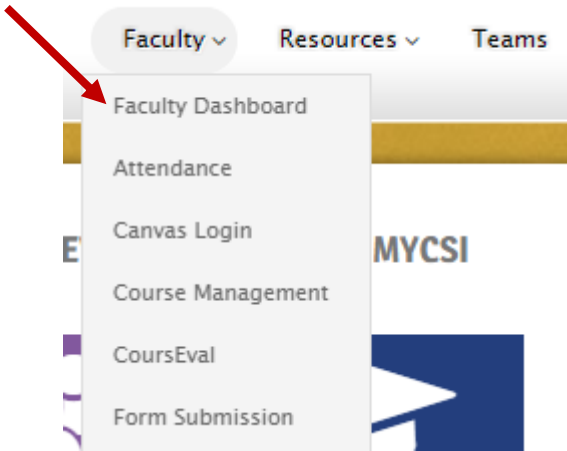 Faculty Resources Teams
Faculty Dashboard
Attendance
Canvas Login
MYCSI
Course Management
CoursEval
Form Submission